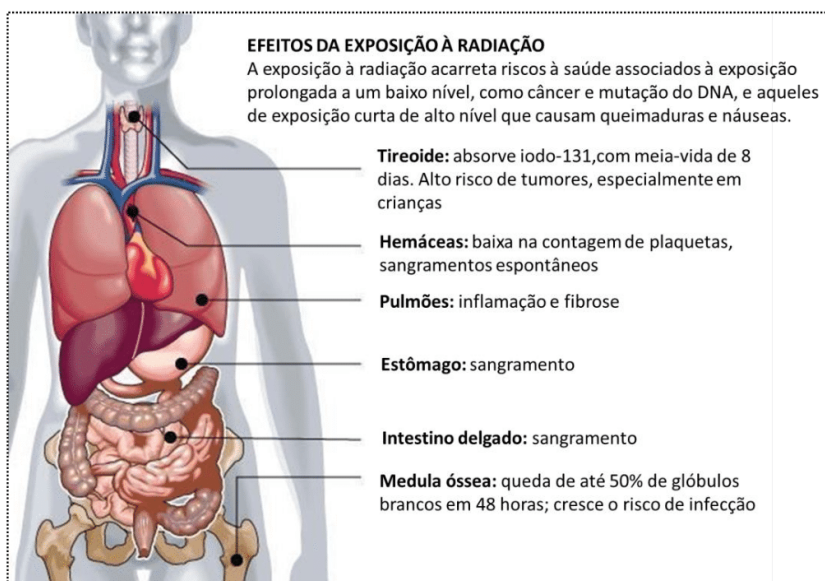 EFEITOS DA EXPOSIÇÃO À RADIAÇÃO
A exposição à radiação acarreta riscos à saúde associados à exposição
prolongada a um baixo nível, como câncer e mutação do DNA, e aqueles
de exposição curta de alto nível que causam queimaduras e náuseas.
Tireoide: absorve iodo-131,com meia-vida de 8
dias. Alto risco de tumores, especialmente em
crianças
Hemáceas: baixa na contagem de plaquetas,
sangramentos espontâneos
Pulmões: inflamação e fibrose
Estômago: sangramento
Intestino delgado: sangramento
Medula óssea: queda de até 50% de glóbulos
brancos em 48 horas; cresce o risco de infecção